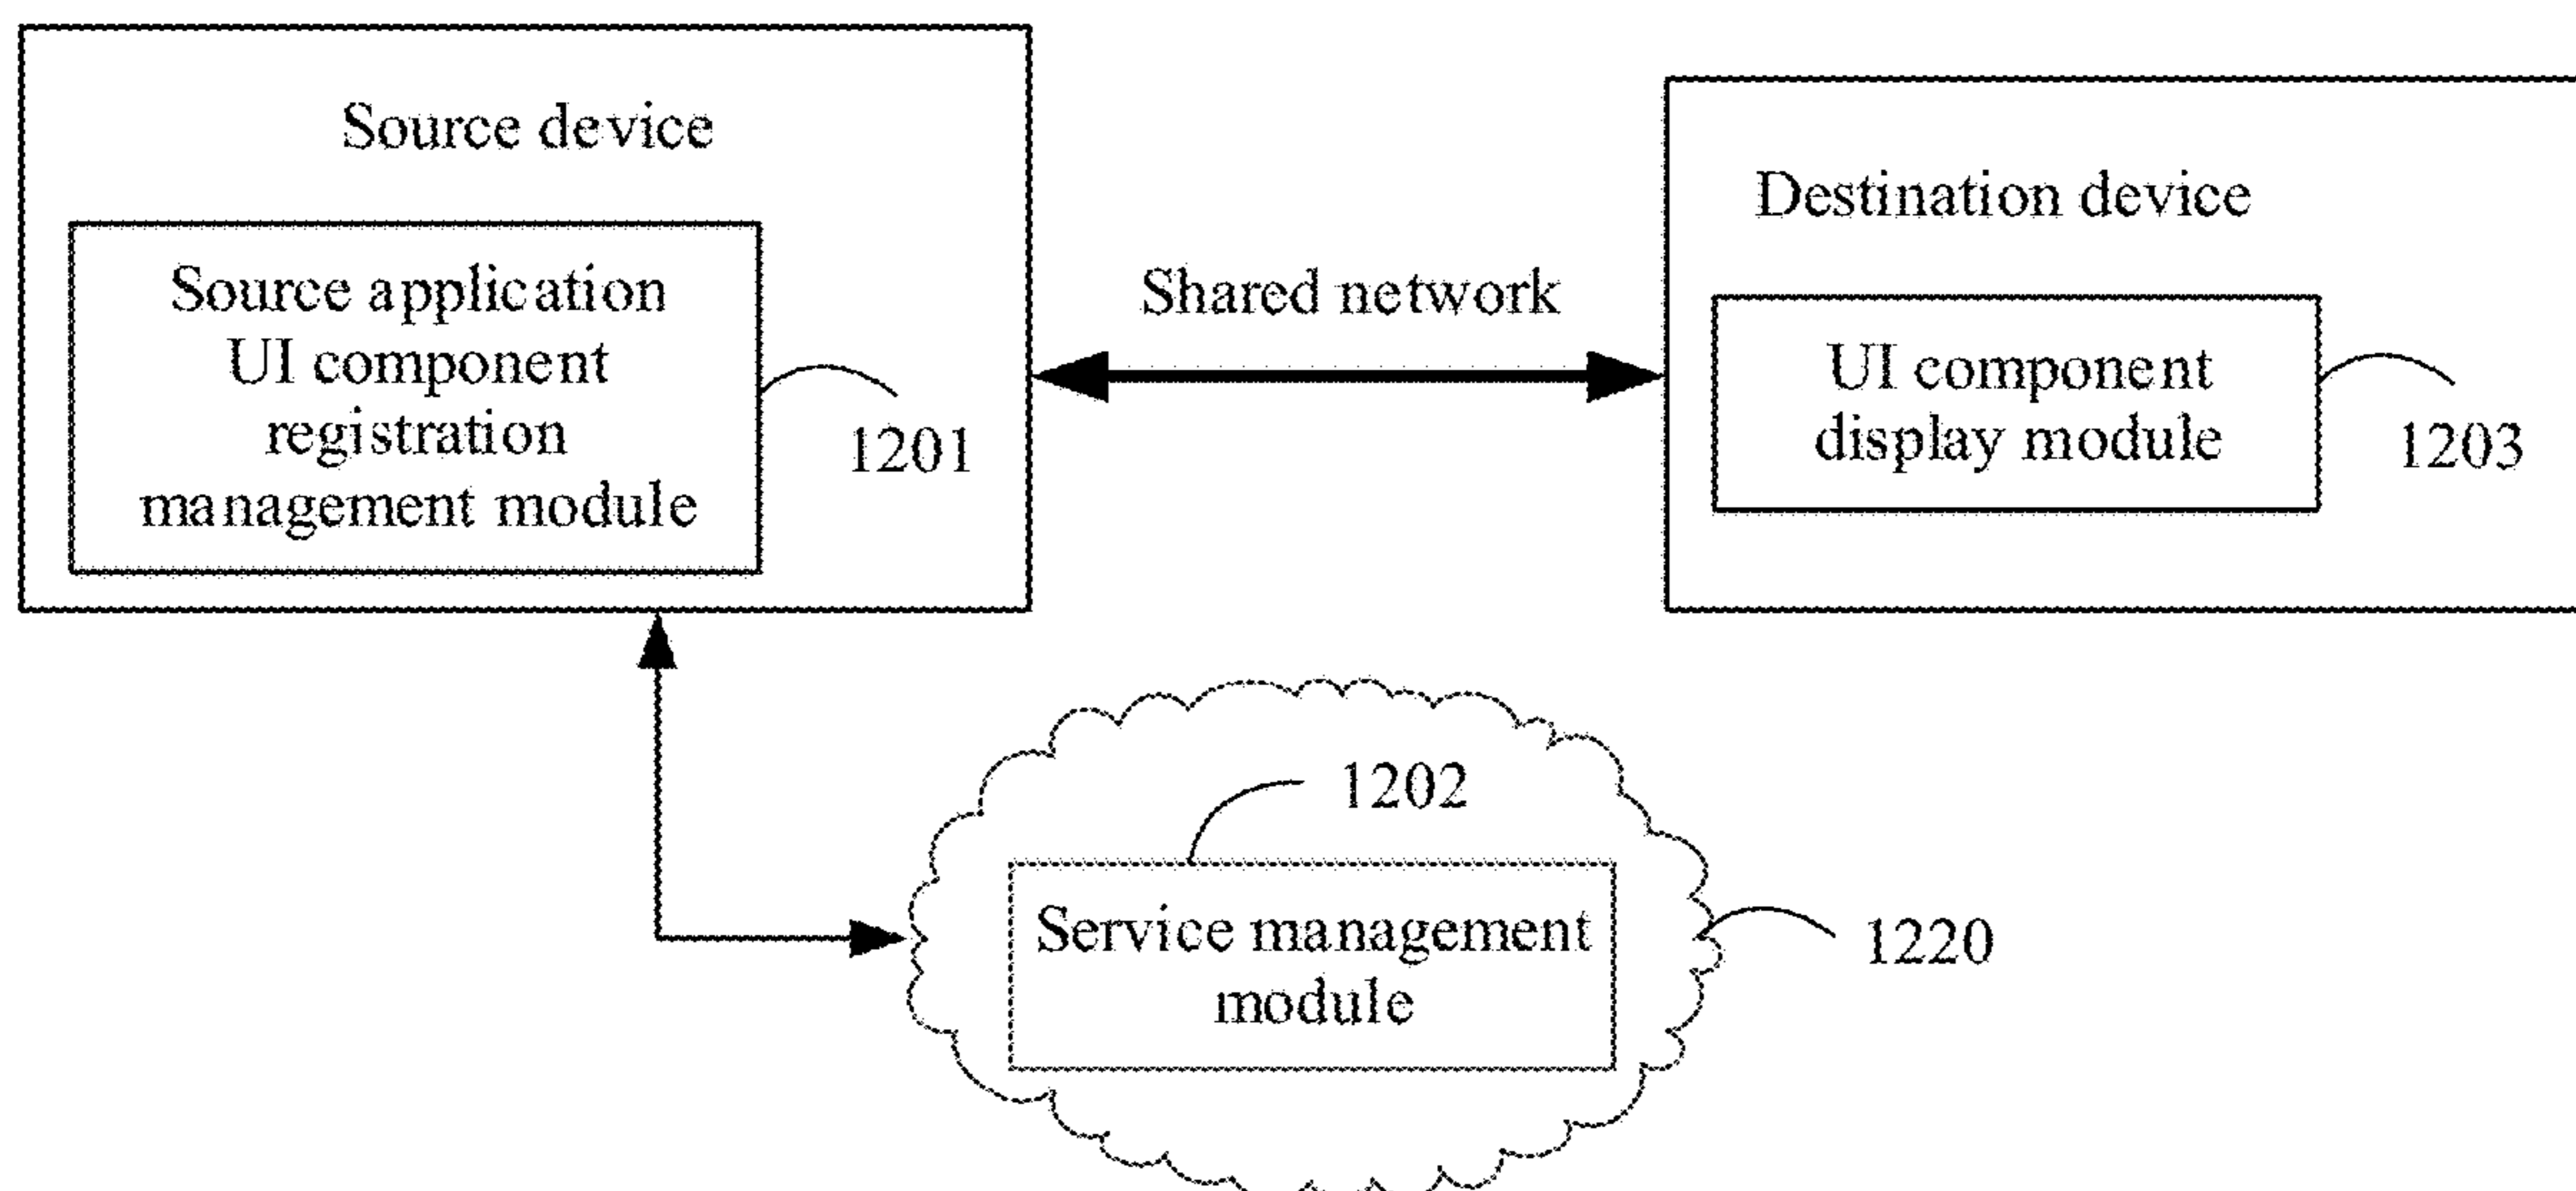 Source device
Source application
UI component
registration
management module
1201
Shared network
Destination device
UI component
display module
1203
1202
Service management
module
1220